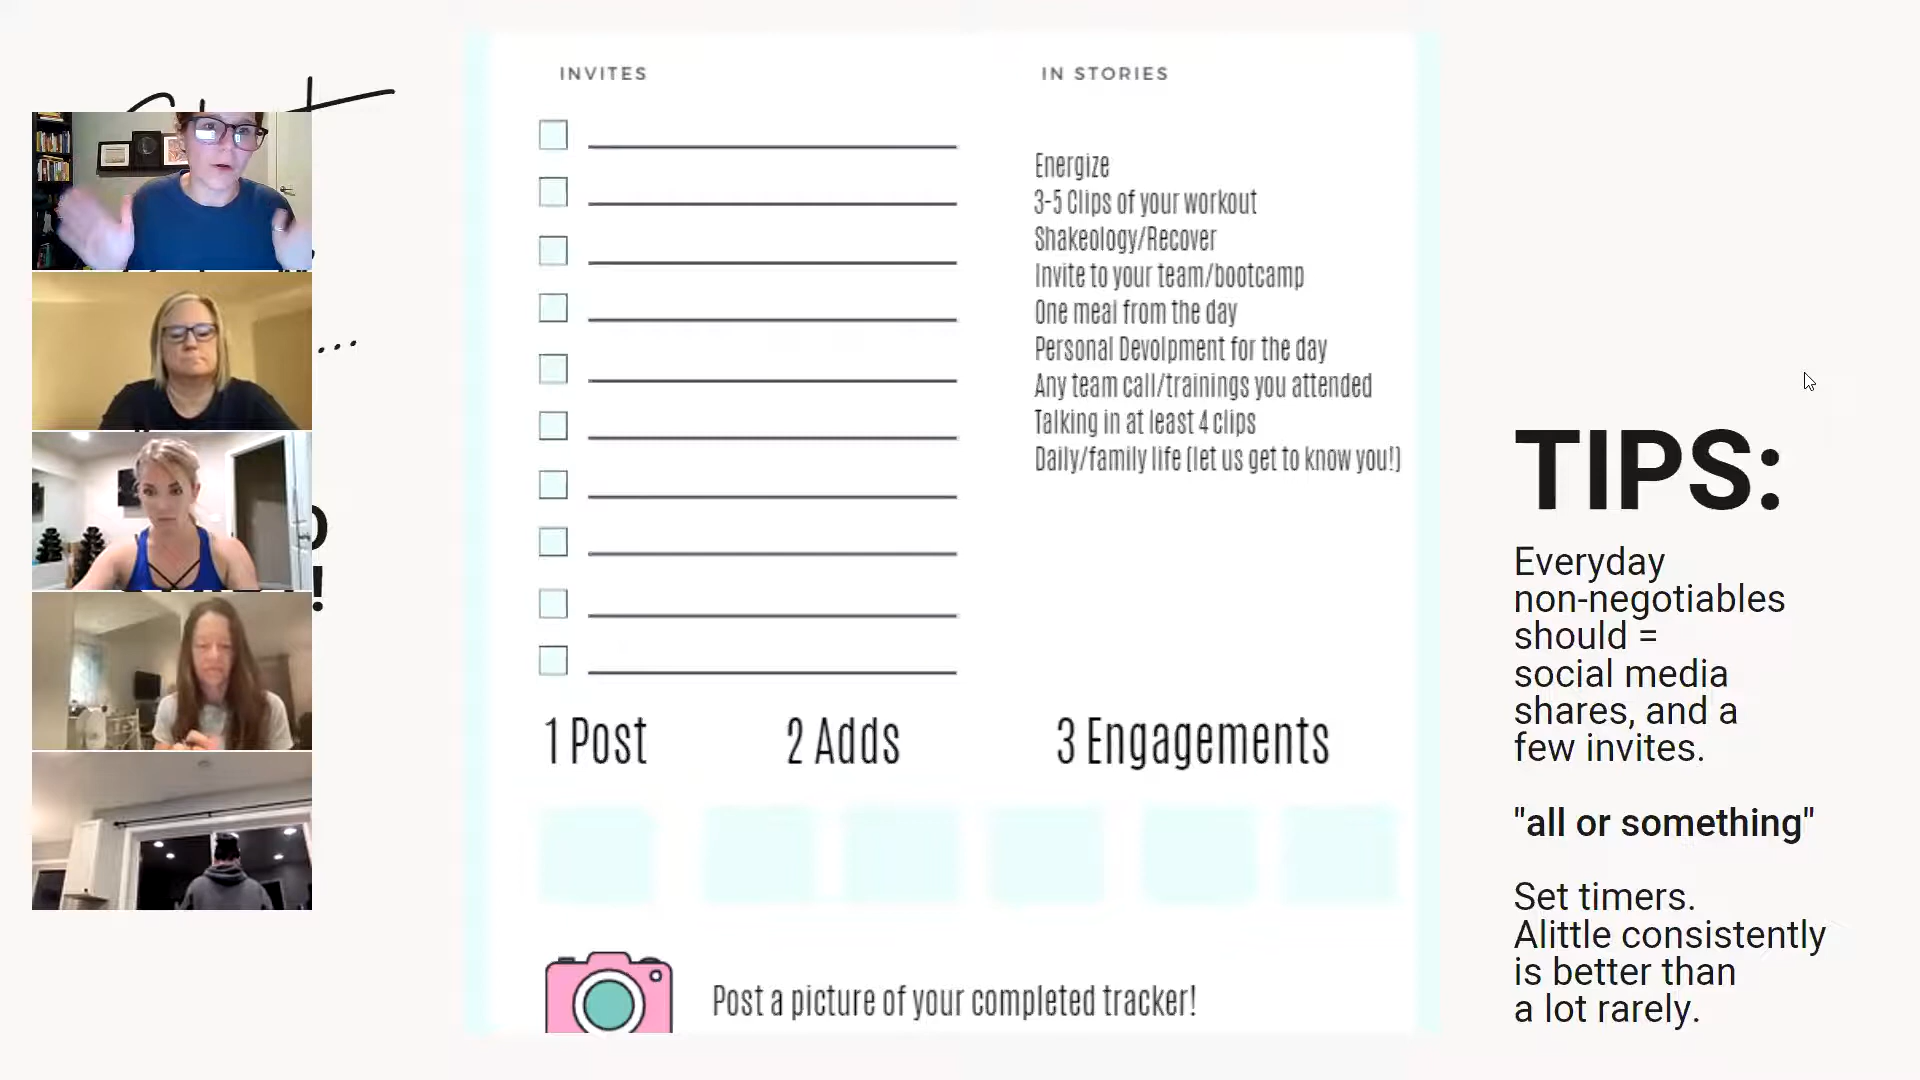 INVITES
IN STORIES
Energize
3-5 Clips of your workout
Shakeology/Recover
Invite to your team/bootcamp
One meal from the day
Personal Devolpment for the day
Any team call/trainings you attended
Talking in at least 4 clips
Daily/family life (let us get to know you!)
1 Post
2 Adds
3 Engagements
Post a picture of your completed tracker!
TIPS:
Everyday
non-negotiables
should =
social media
shares, and a
few invites.
"all or something"
Set timers.
Alittle consistently
is better than
a lot rarely.